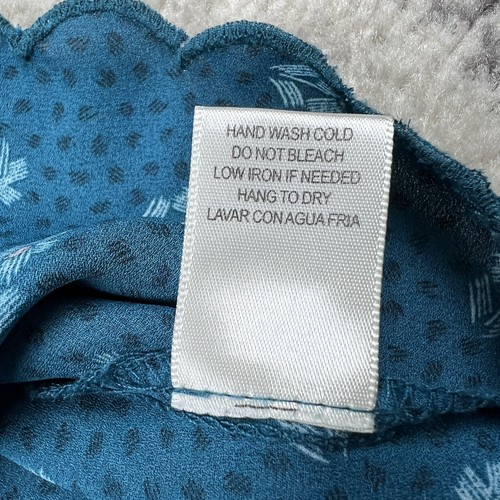 HAND WASH COLD
DO NOT BLEACH
LOW IRON IF NEEDED
HANG TO DRY
LAVAR CON AGUA FRIA